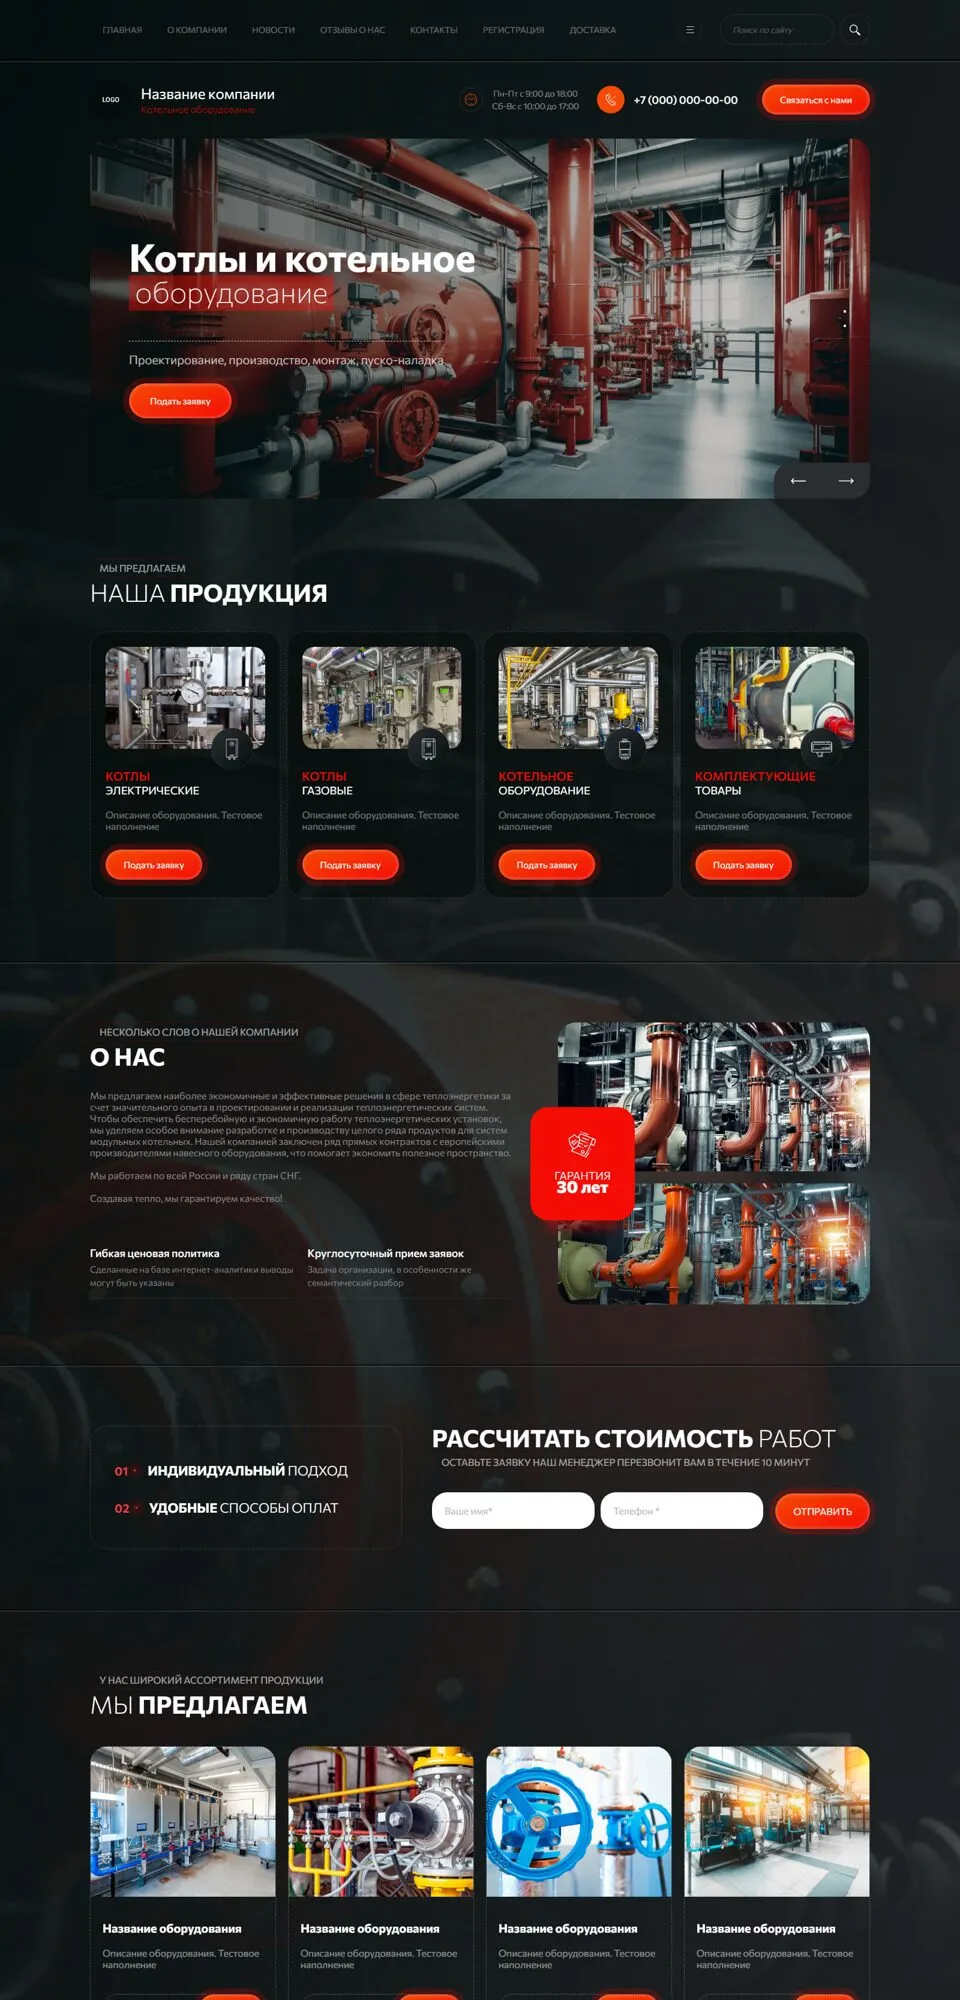 ГЛАВНАЯ О КОМПАНИИ НОВОСТИ ОТЗЫВЫ О НАС КОНТАКТЫ РЕГИСТРАЦИЯ ДОСТАВКА Поиск по сайту
LOGO
Название компании
Котельное оборудование
Пн-Пт с 9:00 до 18:00
Сб-Вс с 10:00 до 17:00
+7 (000) 000-00-00
Связаться с нами
Котлы и котельное
оборудование
Проектирование, производство, монтаж, пуско-наладка
Подать заявку
МЫ ПРЕДЛАГАЕМ
НАША ПРОДУКЦИЯ
КОТЛЫ
ЭЛЕКТРИЧЕСКИЕ
Описание оборудования. Тестовое
наполнение
Подать заявку
КОТЛЫ
ГАЗОВЫЕ
Описание оборудования. Тестовое
наполнение
Подать заявку
КОТЕЛЬНОЕ
ОБОРУДОВАНИЕ
Описание оборудования. Тестовое
наполнение
Подать заявку
КОМПЛЕКТУЮЩИЕ
ТОВАРЫ
Описание оборудования. Тестовое
наполнение
Подать заявку
НЕСКОЛЬКО СЛОВ О НАШЕЙ КОМПАНИИ
О НАС
Мы предлагаем наиболее экономичные и эффективные решения в сфере теплоэнергетики за
счет значительного опыта в проектировании и реализации теплоэнергетических систем.
Чтобы обеспечить бесперебойную и экономичную работу теплоэнергетических установок,
мы уделяем особое внимание разработке и производству целого ряда продуктов для систем
модульных котельных. Нашей компанией заключен ряд прямых контрактов с европейскими
производителями навесного оборудования, что помогает экономить полезное пространство.
Мы работаем по всей России и ряду стран СНГ.
Создавая тепло, мы гарантируем качество!
Гибкая ценовая политика
Сделанные на базе интернет-аналитики выводы
могут быть указаны
Круглосуточный прием заявок
Задача организации, в особенности же
семантический разбор
ГАРАНТИЯ
30 лет
01 ИНДИВИДУАЛЬНЫЙ ПОДХОД
02 УДОБНЫЕ СПОСОБЫ ОПЛАТ
РАССЧИТАТЬ СТОИМОСТЬ РАБОТ
ОСТАВЬТЕ ЗАЯВКУ НАШ МЕНЕДЖЕР ПЕРЕЗВОНИТ ВАМ В ТЕЧЕНИЕ 10 МИНУТ
Ваше имя*
Телефон *
ОТПРАВИТЬ
У НАС ШИРОКИЙ АССОРТИМЕНТ ПРОДУКЦИИ
МЫ ПРЕДЛАГАЕМ
Название оборудования
Описание оборудования. Тестовое
наполнение
Название оборудования
Описание оборудования. Тестовое
наполнение
Название оборудования
Описание оборудования. Тестовое
наполнение
Название оборудования
Описание оборудования. Тестовое
наполнение